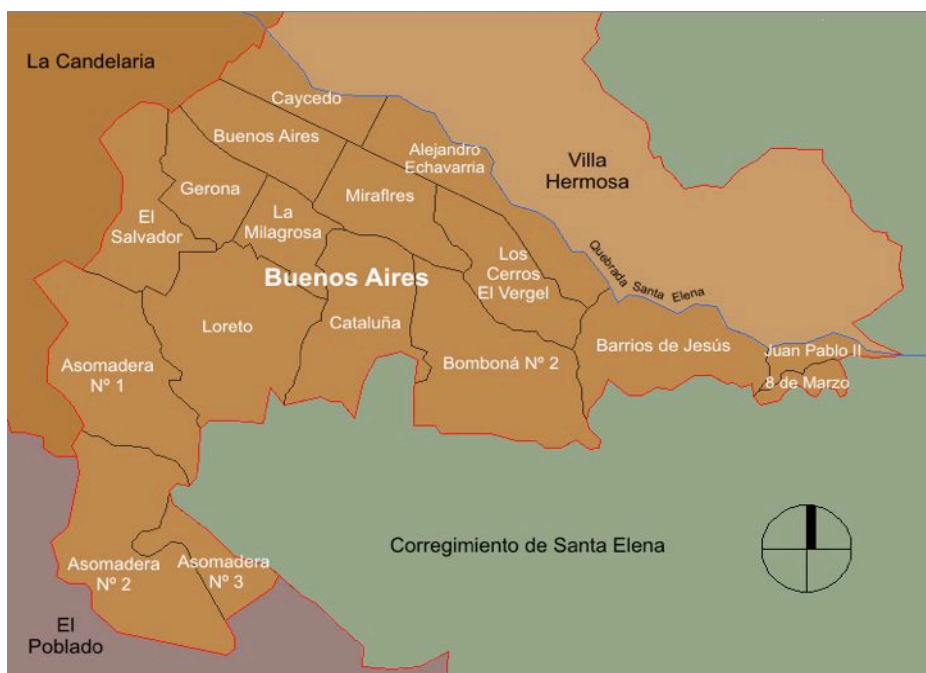 La Candelaria
Caycedo
Buenos Aires
Alejandro
Echavarria
Villa
Hermosa
Gerona
Miraflres
La
Milagrosa
El
Salvador
Los
Cerros
El Vergel
Quebrada Santa Elena
Buenos Aires
Loreto
Cataluña
Barrios de Jesús
Juan Pablo II
Asomadera
Nº 1
Bomboná Nº 2
8 de Marzo
Corregimiento de Santa Elena
Asomadera
Nº 2
Asomadera
Nº 3
El
Poblado